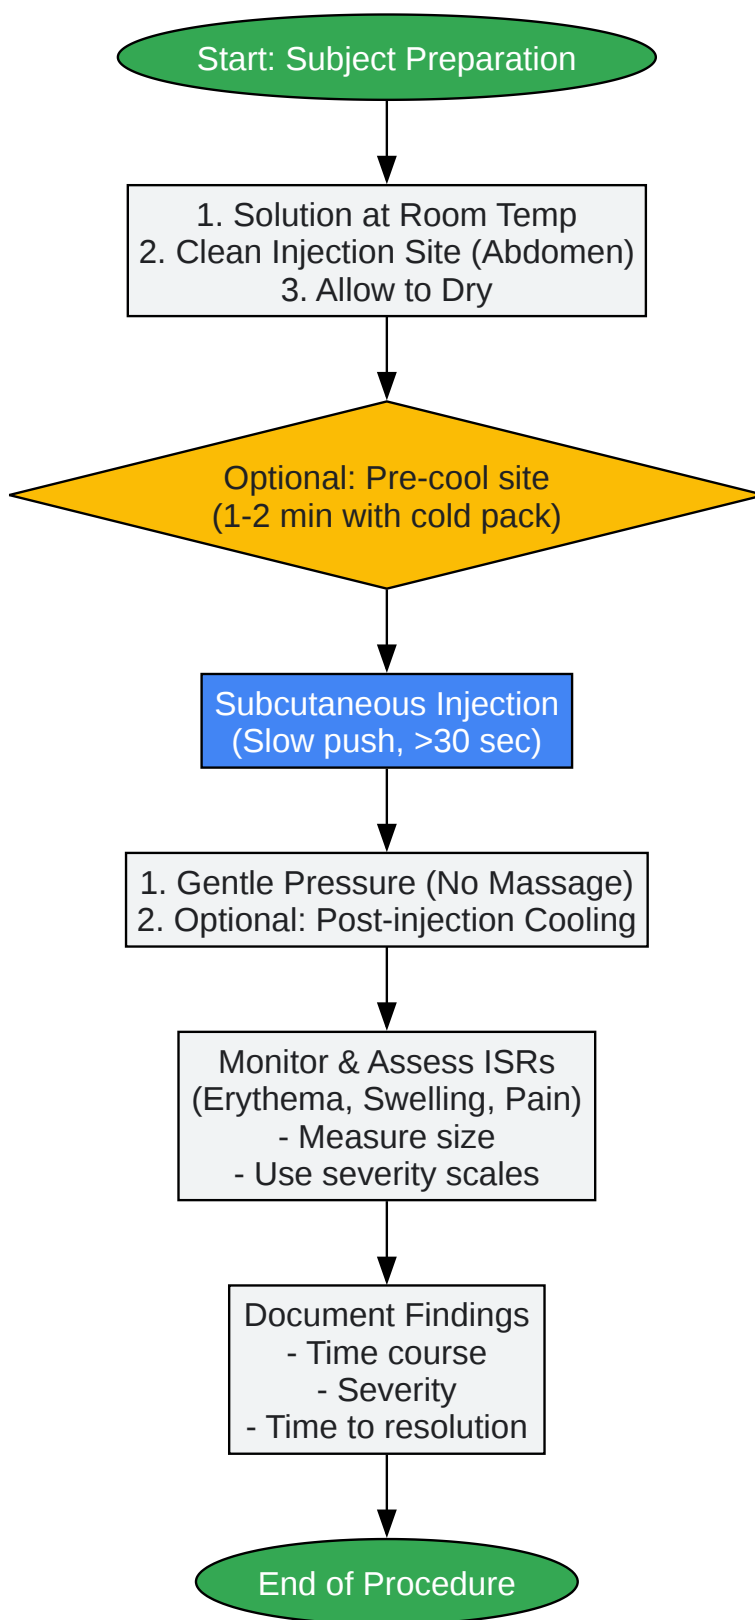 Start: Subject Preparation
1. Solution at Room Temp
2. Clean Injection Site (Abdomen)
3. Allow to Dry
Optional: Pre-cool site
(1-2 min with cold pack)
Subcutaneous Injection
(Slow push, >30 sec)
1. Gentle Pressure (No Massage)
2. Optional: Post-injection Cooling
Monitor & Assess ISRs
(Erythema, Swelling, Pain)
- Measure size
- Use severity scales
Document Findings
- Time course
- Severity
- Time to resolution
End of Procedure